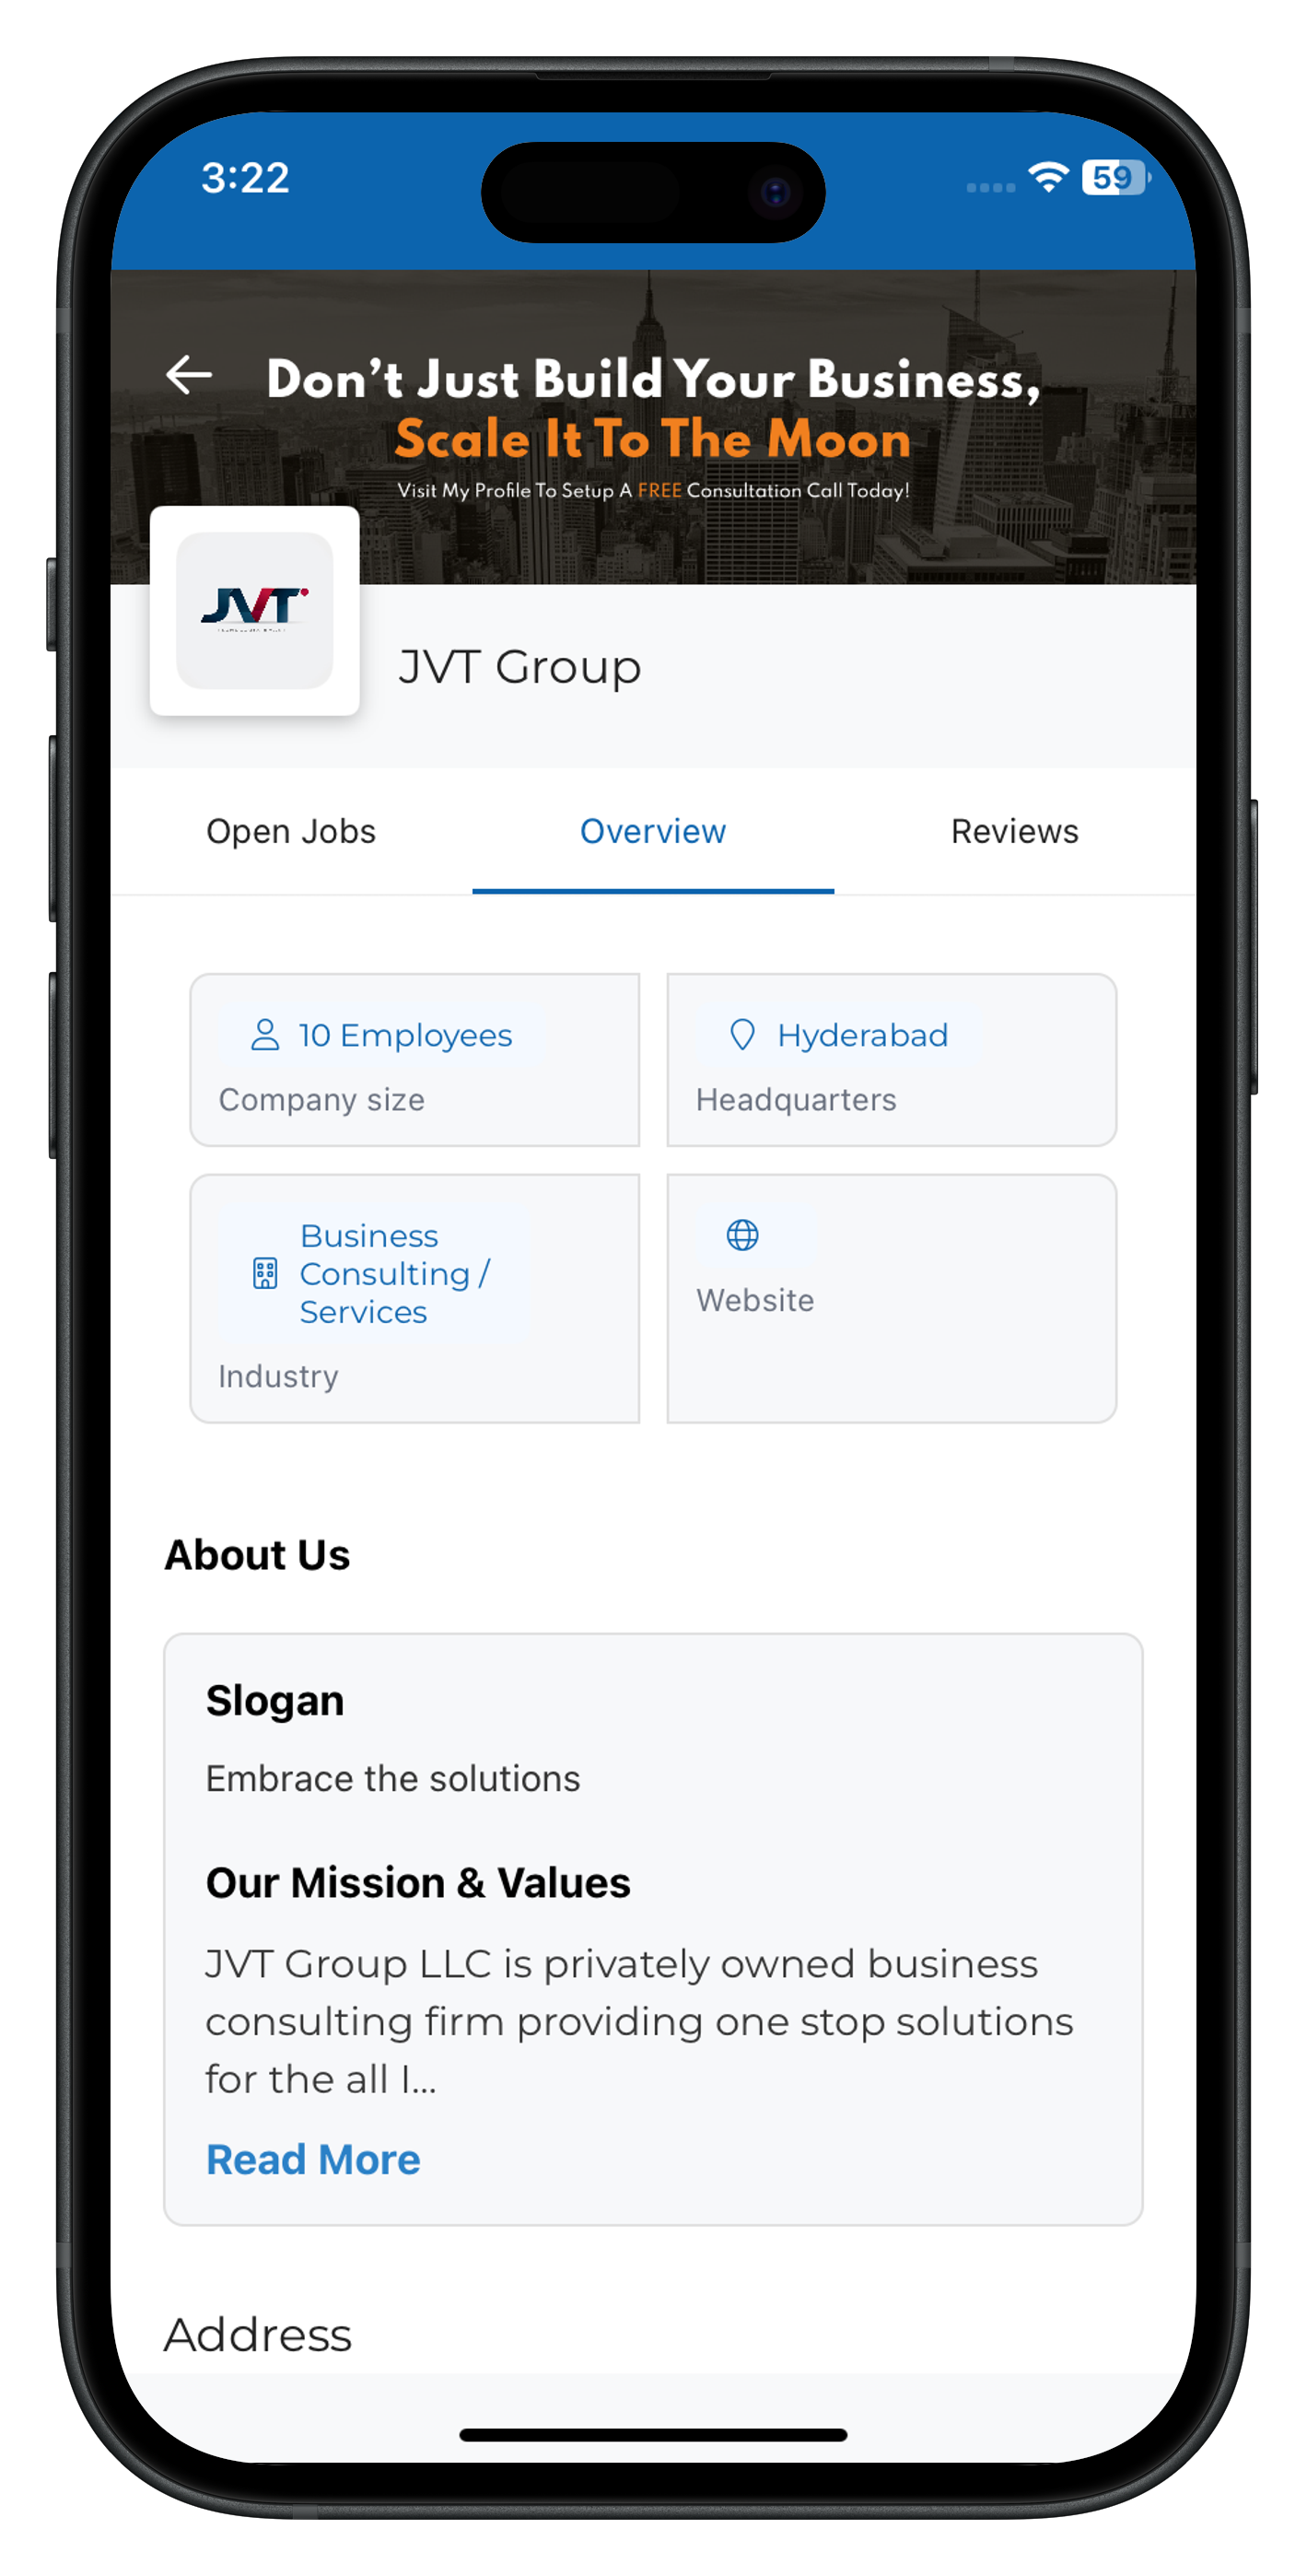 3:22
59
Don't Just Build Your Business,
Scale It To The Moon
Visit My Profile To Setup A FREE Consultation Call Today!
JVT
JVT Group
Open Jobs
Overview
Reviews
10 Employees
Company size
Hyderabad
Headquarters
Business
Consulting /
Services
Industry
Website
About Us
Slogan
Embrace the solutions
Our Mission & Values
JVT Group LLC is privately owned business
consulting firm providing one stop solutions
for the all I...
Read More
Address